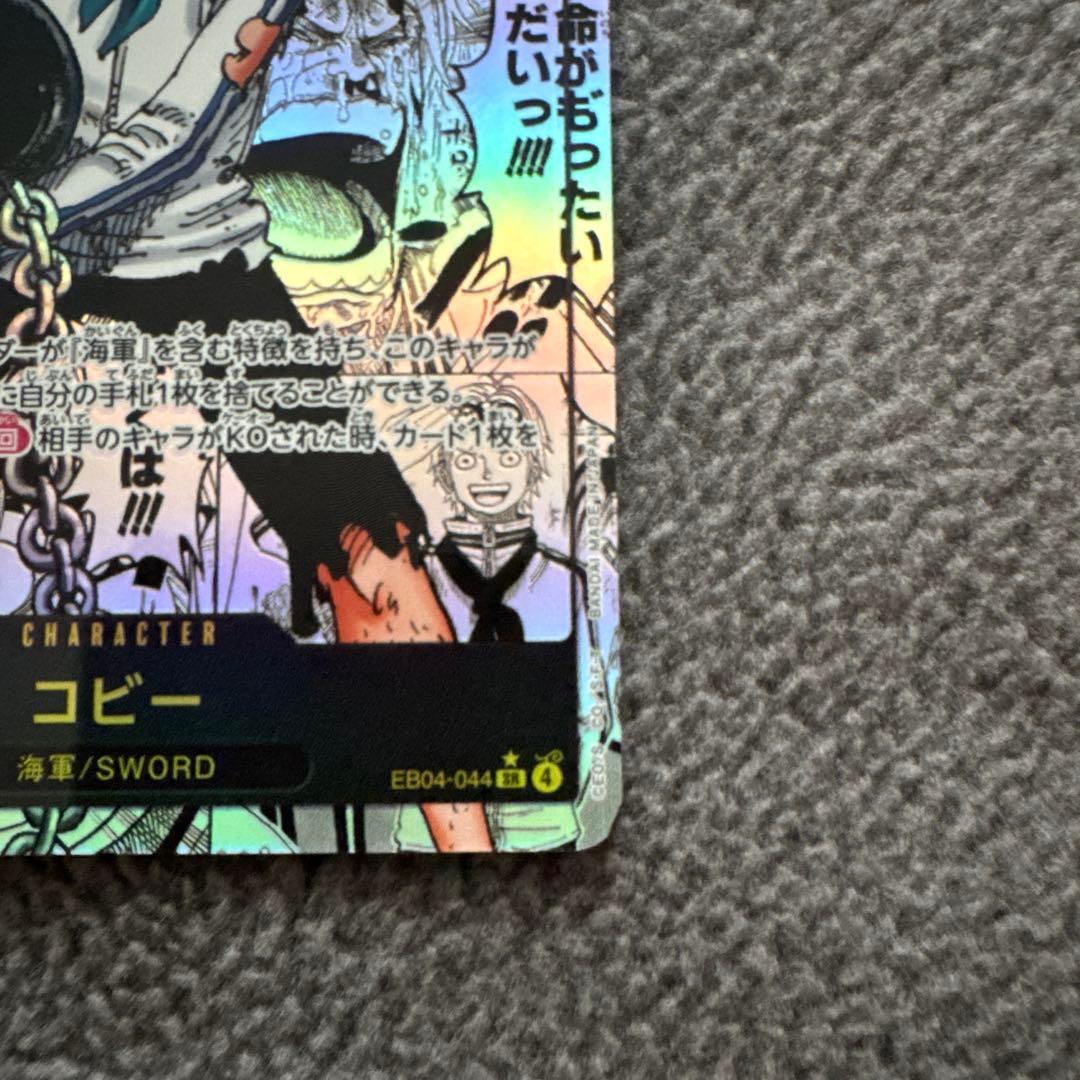 命がもったい
だいっ!!!!
ダーが『海軍』を含む特徴を持ち、このキャラが
に自分の手札1枚を捨てることができる。
相手のキャラがKOされた時、カード1枚を
くは!!!
CHARACTER
コビー
海軍/SWORD
EB04-044 SR 4
BANDAI MADE IN JAPAN